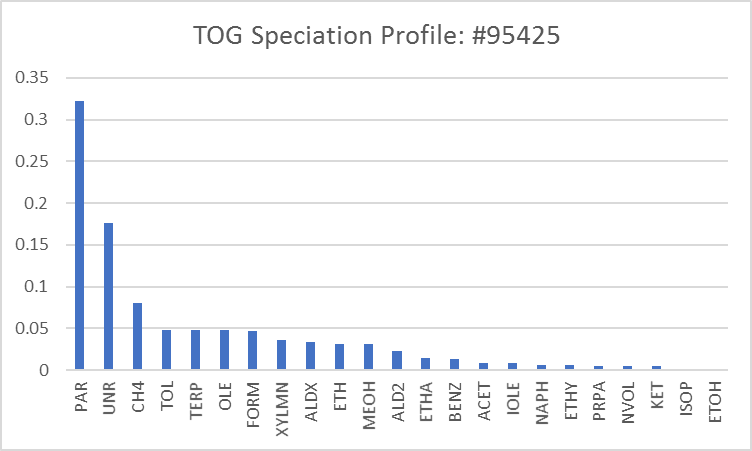 TOG Speciation Profile: #95425
0.35
0.3
0.25
0.2
0.15
0.1
0.05
0
PAR
UNR
CH4
TOL
TERP
OLE
FORM
XYLMN
ALDX
ETH
MEOH
ALD2
ETHA
BENZ
ACET
IOLE
NAPH
ETHY
PRPA
NVOL
KET
ISOP
ETOH